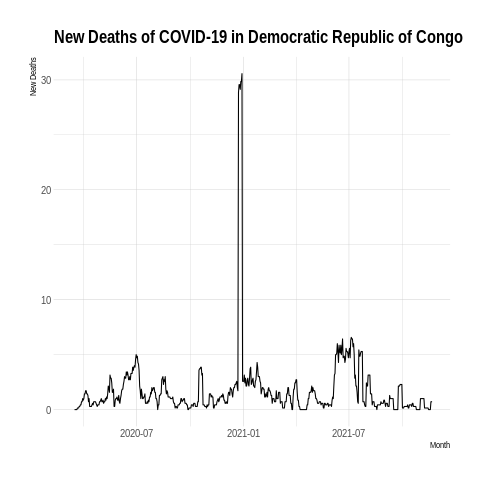 New Deaths of COVID-19 in Democratic Republic of Congo
New Deaths
30
20
10
0
2020-07
2021-01
2021-07
Month